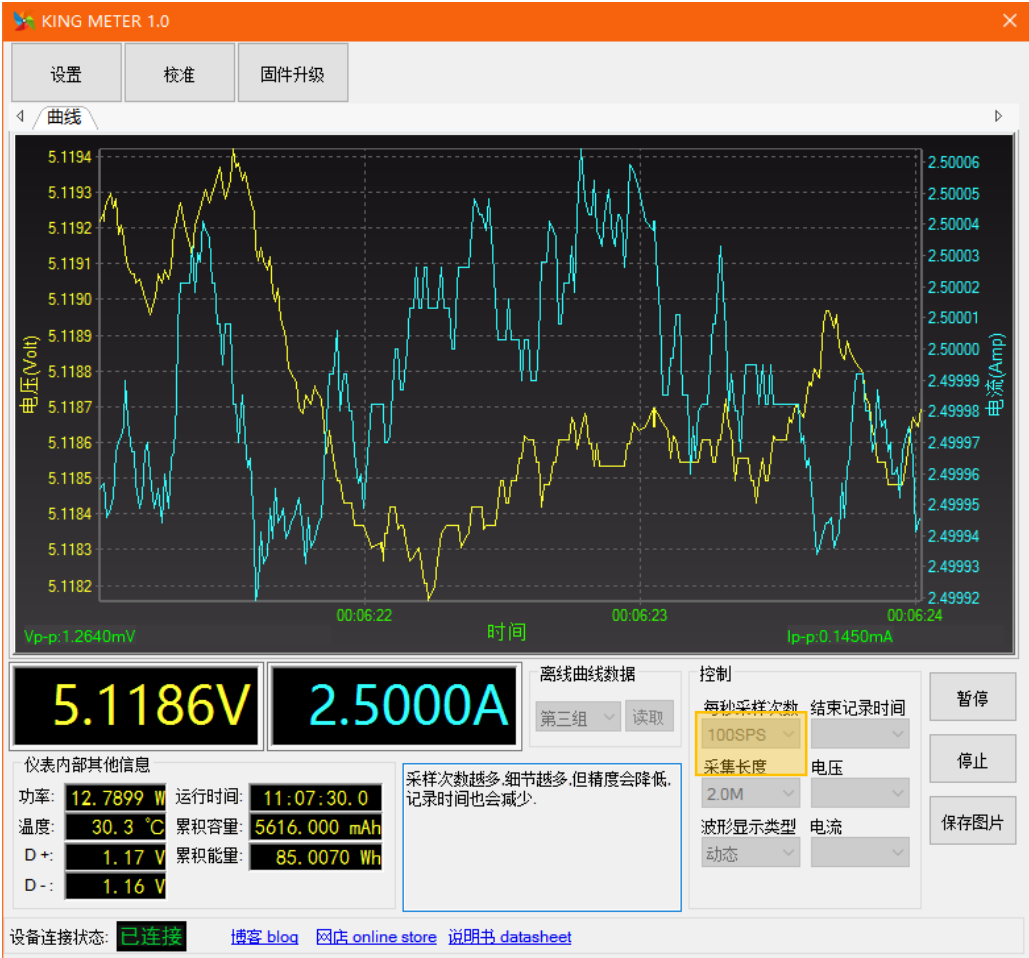 KING METER 1.0
设置 校准 固件升级
曲线
5.1194
5.1193
5.1192
5.1191
5.1190
5.1189
5.1188
5.1187
5.1186
5.1185
5.1184
5.1183
5.1182
电压(Volt)
2.50006
2.50005
2.50004
2.50003
2.50002
2.50001
2.50000
2.49999
2.49998
2.49997
2.49996
2.49995
2.49994
2.49993
2.49992
电流(Amp)
00:06:22 00:06:23 00:06:24
Vp-p:1.2640mV 时间 Ip-p:0.1450mA
5.1186V 2.5000A
离线曲线数据
第三组 读取
控制
每秒采样次数 结束记录时间
100SPS
采集长度 电压
2.0M
波形显示类型 电流
动态
暂停
停止
保存图片
仪表内部其他信息
功率: 12.7899 W 运行时间: 11:07:30.0
温度: 30.3 ℃ 累积容量: 5616.000 mAh
D+: 1.17 V 累积能量: 85.0070 Wh
D-: 1.16 V
采样次数越多,细节越多,但精度会降低,
记录时间也会减少.
设备连接状态: 已连接 博客 blog 网店 online store 说明书 datasheet